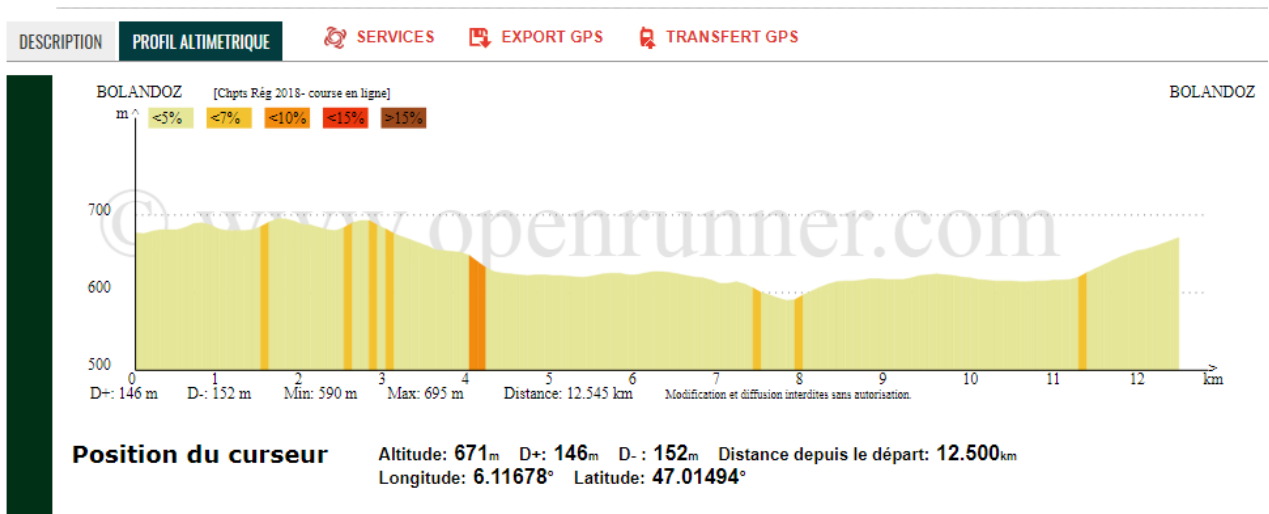 DESCRIPTION PROFIL ALTIMETRIQUE SERVICES EXPORT GPS TRANSFERT GPS
BOLANDOZ [Chpts Rég 2018- course en ligne] BOLANDOZ
m ^ <5% <7% <10% <15% >15%
700
© www.openrunner.com
600
500
0 1 2 3 4 5 6 7 8 9 10 11 12 km
D+: 146 m D-: 152 m Min: 590 m Max: 695 m Distance: 12.545 km Modification et diffusion interdites sans autorisation.
Position du curseur Altitude: 671m D+: 146m D- : 152m Distance depuis le départ: 12.500km
Longitude: 6.11678° Latitude: 47.01494°